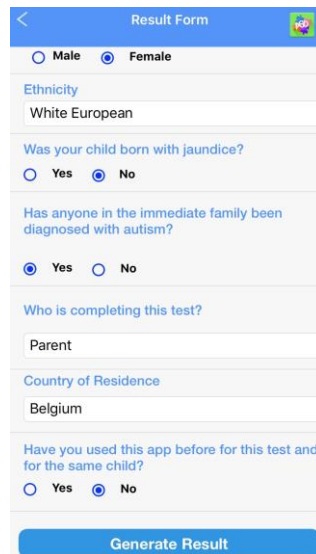 Result Form
Male Female
Ethnicity
White European
Was your child born with jaundice?
Yes No
Has anyone in the immediate family been
diagnosed with autism?
Yes No
Who is completing this test?
Parent
Country of Residence
Belgium
Have you used this app before for this test and
for the same child?
Yes No
Generate Result